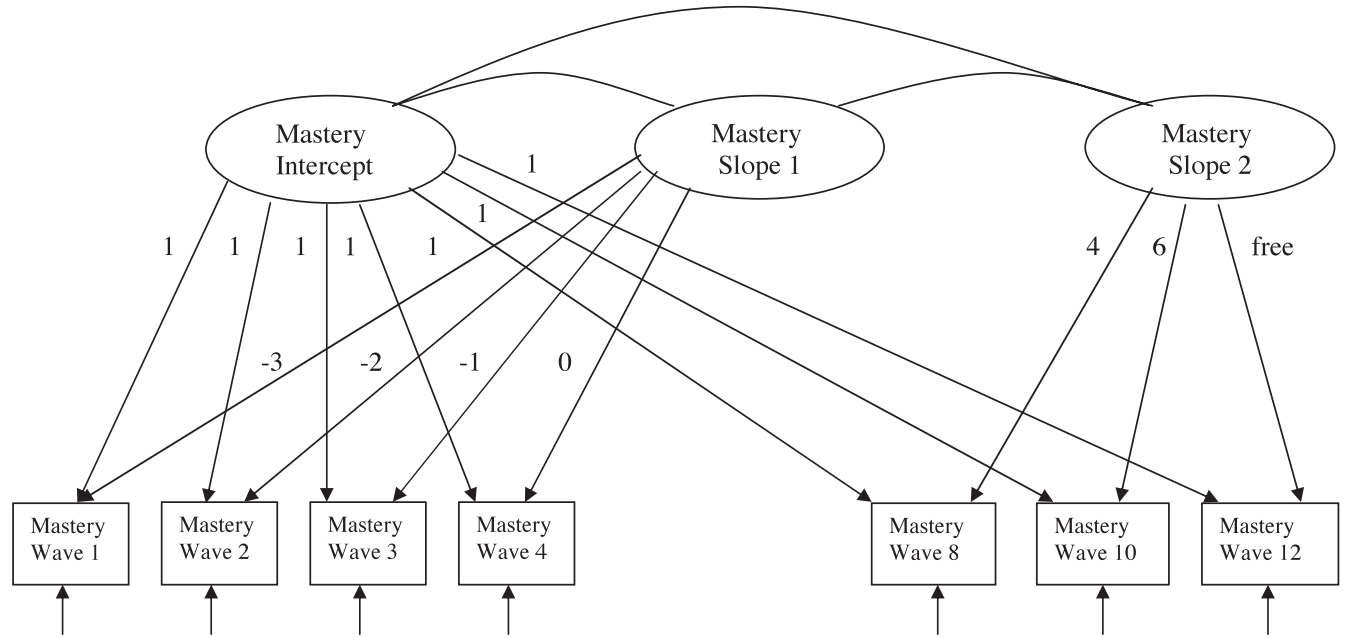 Mastery
Intercept
Mastery
Slope 1
Mastery
Slope 2
1
1
1
1
1
1
1
4
6
free
-3
-2
-1
0
Mastery
Wave 1
Mastery
Wave 2
Mastery
Wave 3
Mastery
Wave 4
Mastery
Wave 8
Mastery
Wave 10
Mastery
Wave 12